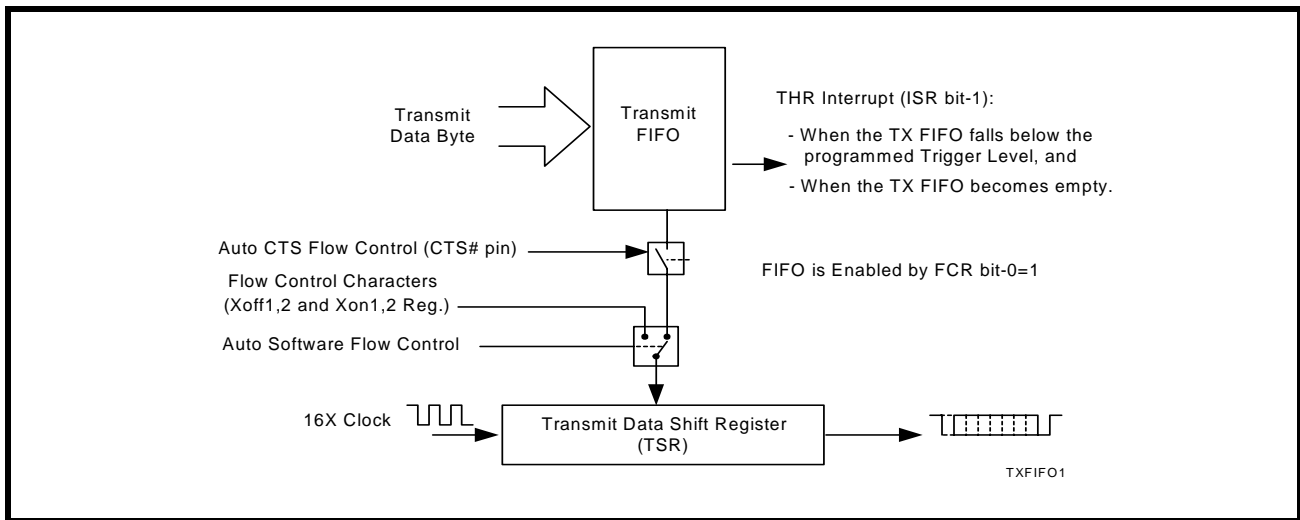 Transmit
Data Byte
Transmit
FIFO
THR Interrupt (ISR bit-1):
- When the TX FIFO falls below the
programmed Trigger Level, and
- When the TX FIFO becomes empty.
Auto CTS Flow Control (CTS# pin)
FIFO is Enabled by FCR bit-0=1
Flow Control Characters
(Xoff1,2 and Xon1,2 Reg.)
Auto Software Flow Control
16X Clock
Transmit Data Shift Register
(TSR)
TXFIFO1